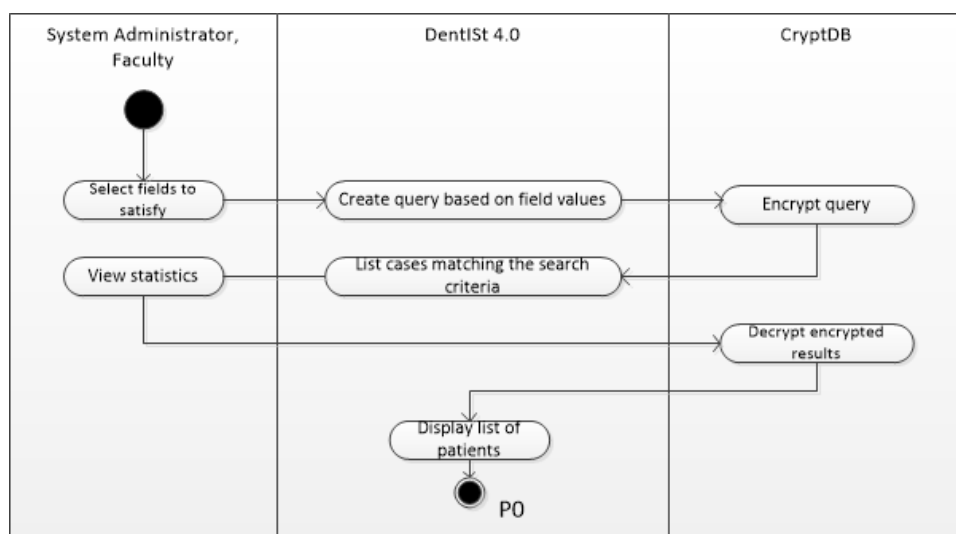 System Administrator,
Faculty
DentISt 4.0
CryptDB
Select fields to
satisfy
Create query based on field values
Encrypt query
View statistics
List cases matching the search
criteria
Decrypt encrypted
results
Display list of
patients
P0